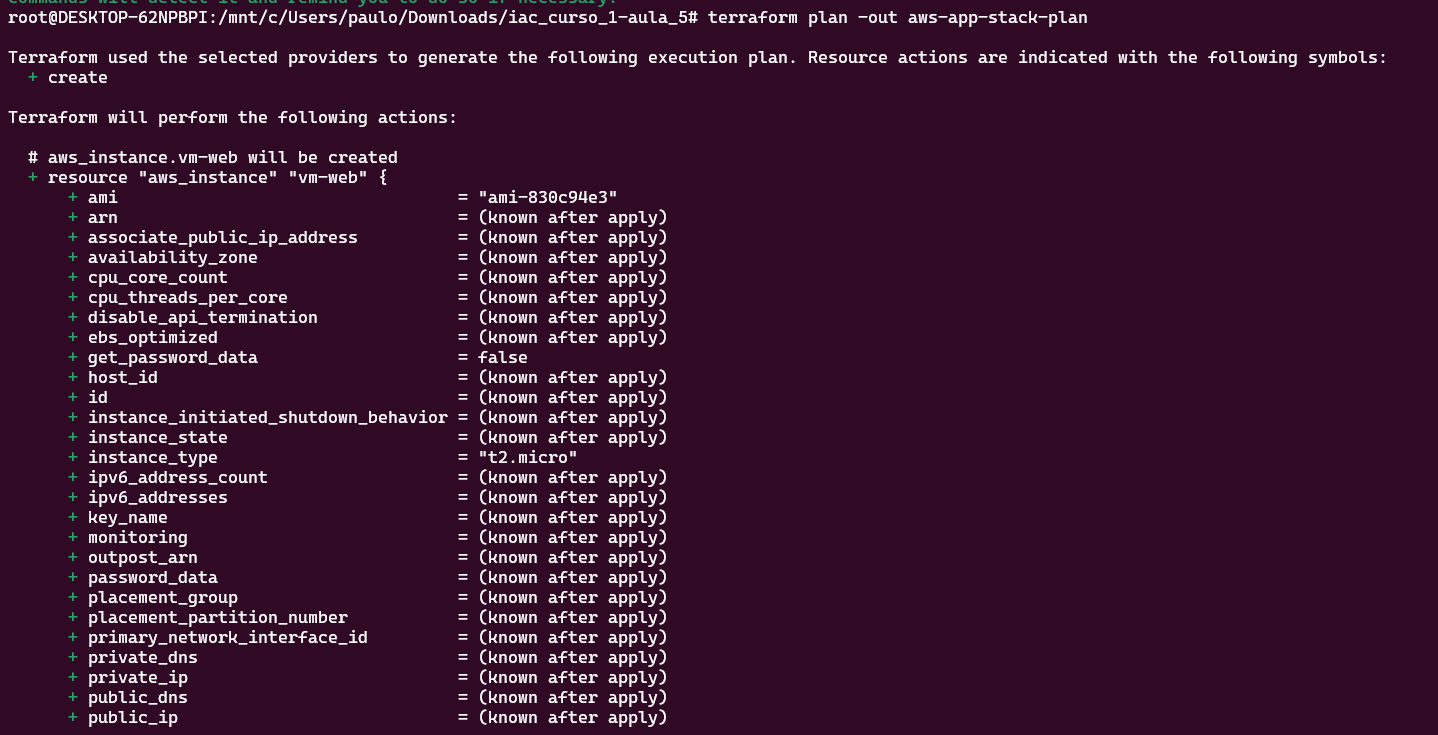 commands will detect it and remind you to do so if necessary.
root@DESKTOP-62NPBPI:/mnt/c/Users/paulo/Downloads/iac_curso_1-aula_5# terraform plan -out aws-app-stack-plan
Terraform used the selected providers to generate the following execution plan. Resource actions are indicated with the following symbols:
  + create
Terraform will perform the following actions:
  # aws_instance.vm-web will be created
  + resource "aws_instance" "vm-web" {
      + ami                                  = "ami-830c94e3"
      + arn                                  = (known after apply)
      + associate_public_ip_address          = (known after apply)
      + availability_zone                    = (known after apply)
      + cpu_core_count                       = (known after apply)
      + cpu_threads_per_core                 = (known after apply)
      + disable_api_termination              = (known after apply)
      + ebs_optimized                        = (known after apply)
      + get_password_data                    = false
      + host_id                              = (known after apply)
      + id                                   = (known after apply)
      + instance_initiated_shutdown_behavior = (known after apply)
      + instance_state                       = (known after apply)
      + instance_type                        = "t2.micro"
      + ipv6_address_count                   = (known after apply)
      + ipv6_addresses                       = (known after apply)
      + key_name                             = (known after apply)
      + monitoring                           = (known after apply)
      + outpost_arn                          = (known after apply)
      + password_data                        = (known after apply)
      + placement_group                      = (known after apply)
      + placement_partition_number           = (known after apply)
      + primary_network_interface_id         = (known after apply)
      + private_dns                          = (known after apply)
      + private_ip                           = (known after apply)
      + public_dns                           = (known after apply)
      + public_ip                            = (known after apply)